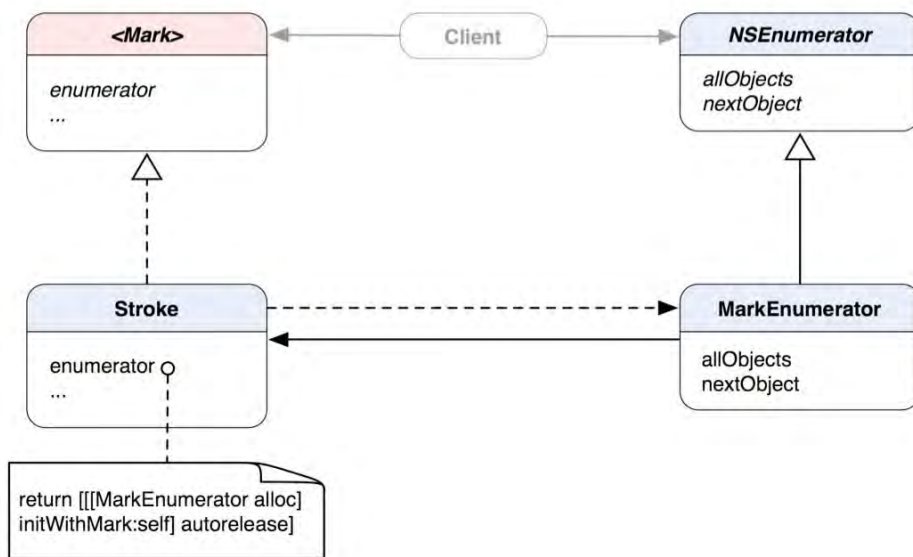 <Mark>
enumerator
...
Client
NSEnumerator
allObjects
nextObject
Stroke
enumerator
...
MarkEnumerator
allObjects
nextObject
return [[[MarkEnumerator alloc]
initWithMark:self] autorelease]